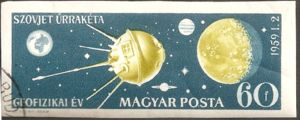 SZOVJET ŰRRAKÉTA
1959.I.2.
GEOFIZIKAI ÉV
MAGYAR POSTA
60f